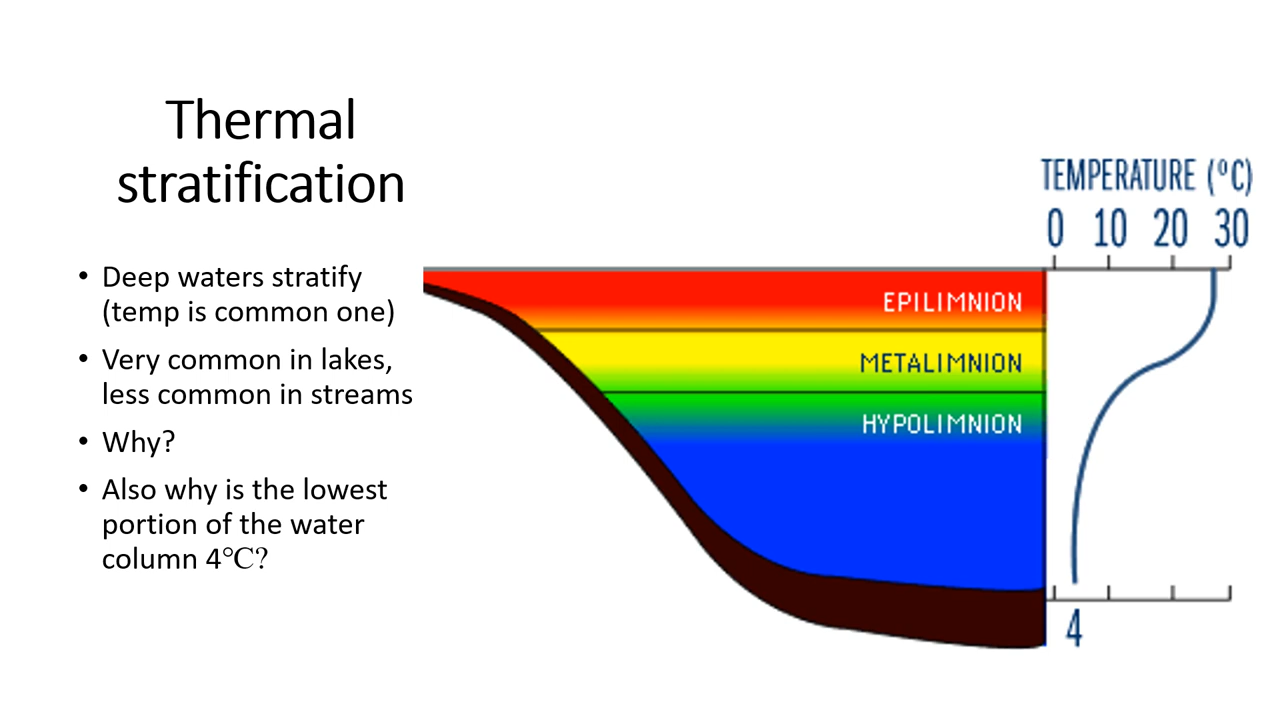 Thermal
stratification
• Deep waters stratify
(temp is common one)
• Very common in lakes,
less common in streams
• Why?
• Also why is the lowest
portion of the water
column 4℃?
TEMPERATURE (ºC)
0 10 20 30
EPILIMNION
METALIMNION
HYPOLIMNION
4